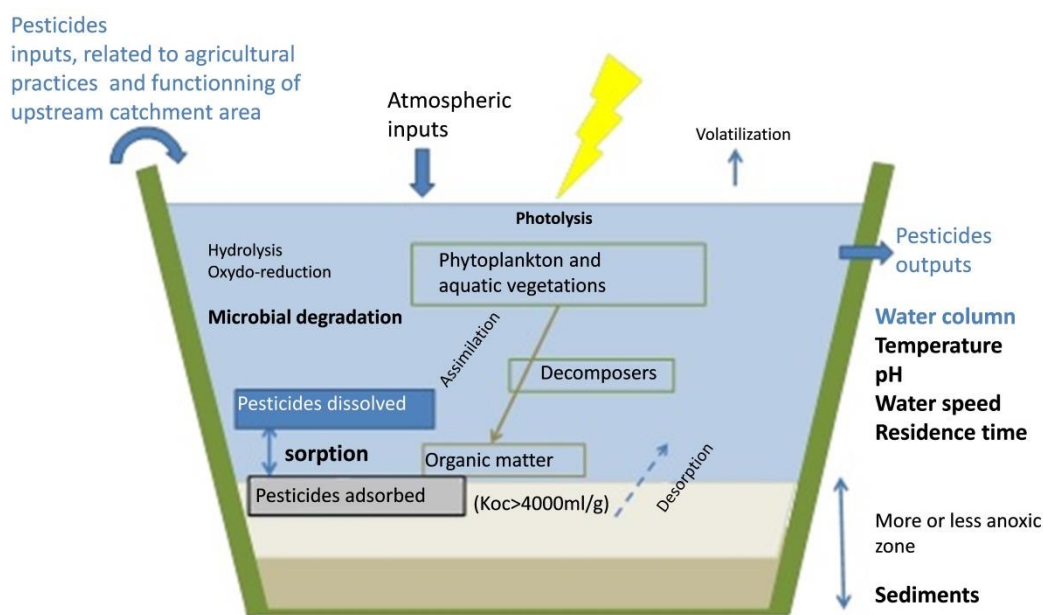 Pesticides
inputs, related to agricultural
practices and functionning of
upstream catchment area
Atmospheric
inputs
Volatilization
Photolysis
Hydrolysis
Oxydo-reduction
Phytoplankton and
aquatic vegetations
Pesticides
outputs
Microbial degradation
Assimilation
Decomposers
Water column
Temperature
pH
Water speed
Residence time
Pesticides dissolved
sorption
Organic matter
Pesticides adsorbed
(Koc>4000ml/g)
Desorption
More or less anoxic
zone
Sediments